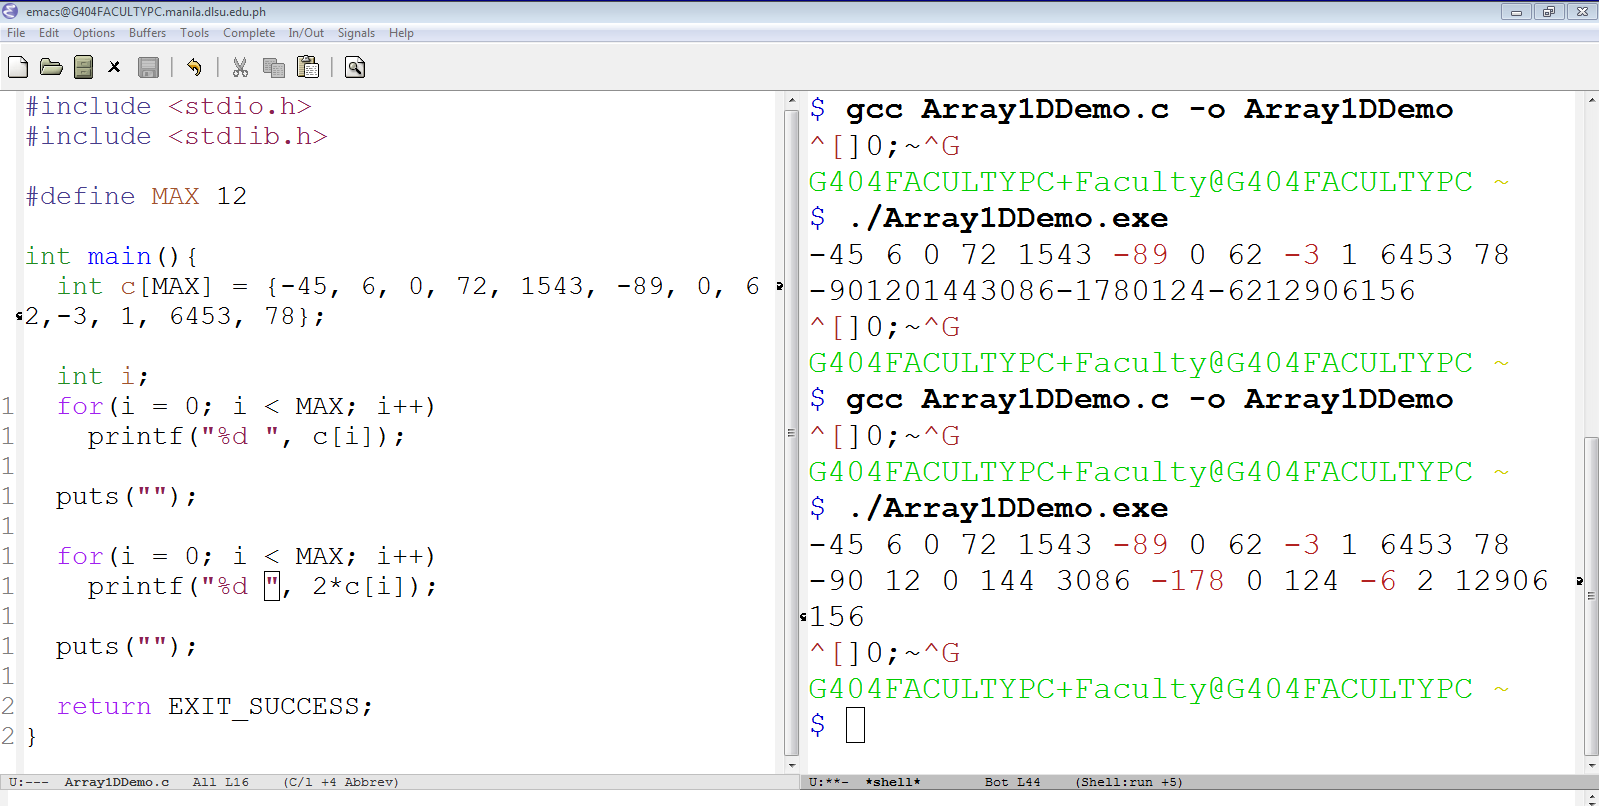 emacs@G404FACULTYPC.manila.dlsu.edu.ph
File Edit Options Buffers Tools Complete In/Out Signals Help
#include <stdio.h>
#include <stdlib.h>
#define MAX 12
int main(){
int c[MAX] = {-45, 6, 0, 72, 1543, -89, 0, 6
2,-3, 1, 6453, 78};
int i;
1 for(i = 0; i < MAX; i++)
1 printf("%d ", c[i]);
1
1 puts("");
1
1 for(i = 0; i < MAX; i++)
1 printf("%d ", 2*c[i]);
1
1 puts("");
1
2 return EXIT_SUCCESS;
2 }
U:--- Array1DDemo.c All L16 (C/l +4 Abbrev)
$ gcc Array1DDemo.c -o Array1DDemo
^[]0;~^G
G404FACULTYPC+Faculty@G404FACULTYPC ~
$ ./Array1DDemo.exe
-45 6 0 72 1543 -89 0 62 -3 1 6453 78
-901201443086-1780124-6212906156
^[]0;~^G
G404FACULTYPC+Faculty@G404FACULTYPC ~
$ gcc Array1DDemo.c -o Array1DDemo
^[]0;~^G
G404FACULTYPC+Faculty@G404FACULTYPC ~
$ ./Array1DDemo.exe
-45 6 0 72 1543 -89 0 62 -3 1 6453 78
-90 12 0 144 3086 -178 0 124 -6 2 12906
156
^[]0;~^G
G404FACULTYPC+Faculty@G404FACULTYPC ~
$
U:**- *shell* Bot L44 (Shell:run +5)